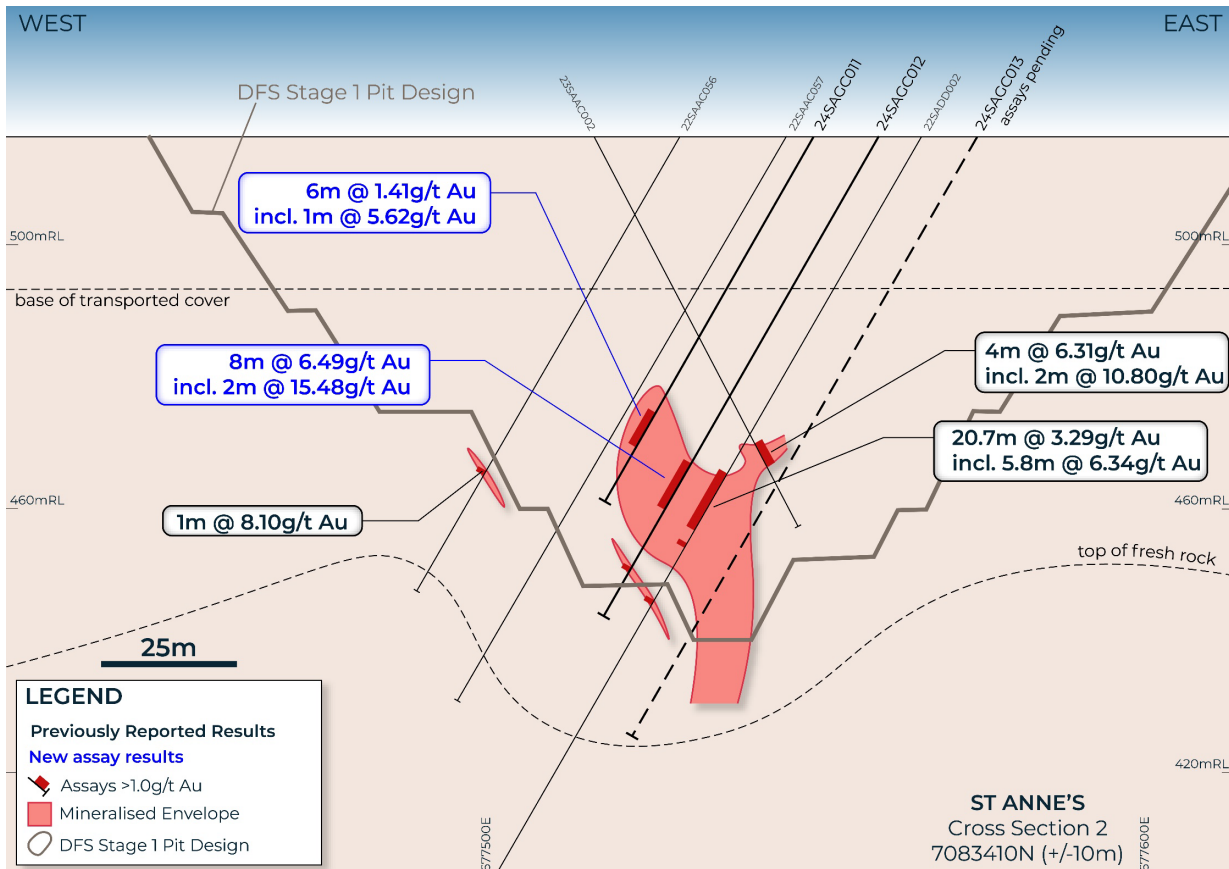 WEST
EAST
DFS Stage 1 Pit Design
23SAAC002
22SAAC056
22SAAC057
24SAGC011
24SAGC012
22SADD002
24SAGC013
assays pending
6m @ 1.41g/t Au
incl. 1m @ 5.62g/t Au
500mRL
500mRL
base of transported cover
8m @ 6.49g/t Au
incl. 2m @ 15.48g/t Au
4m @ 6.31g/t Au
incl. 2m @ 10.80g/t Au
20.7m @ 3.29g/t Au
incl. 5.8m @ 6.34g/t Au
460mRL
460mRL
1m @ 8.10g/t Au
top of fresh rock
25m
LEGEND
Previously Reported Results
New assay results
Assays >1.0g/t Au
Mineralised Envelope
DFS Stage 1 Pit Design
420mRL
677500E
677600E
ST ANNE'S
Cross Section 2
7083410N (+/-10m)